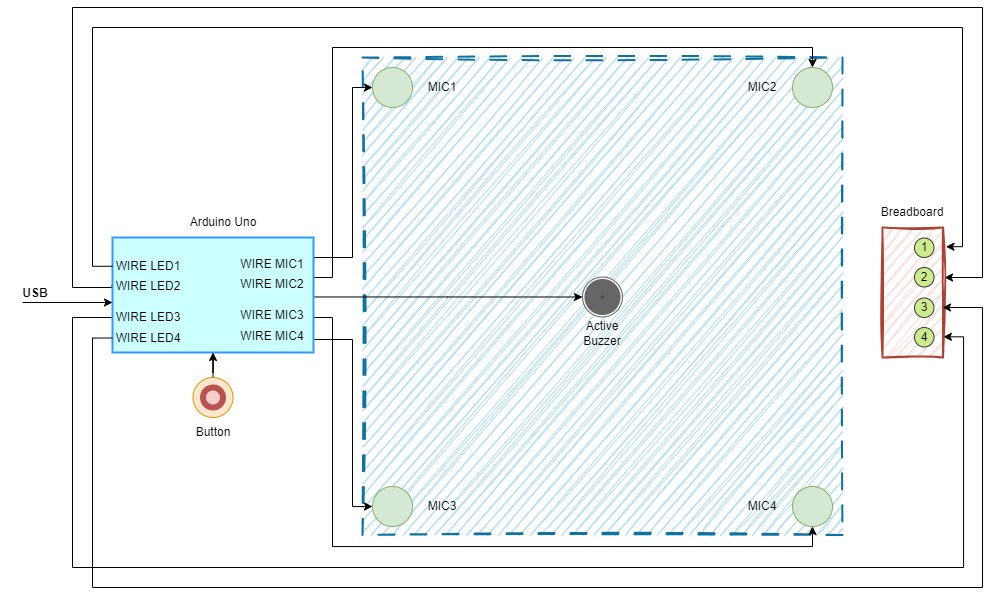 MIC1
MIC2
Arduino Uno
Breadboard
WIRE LED1
WIRE LED2
WIRE LED3
WIRE LED4
WIRE MIC1
WIRE MIC2
WIRE MIC3
WIRE MIC4
USB
1
2
3
4
Active
Buzzer
Button
MIC3
MIC4